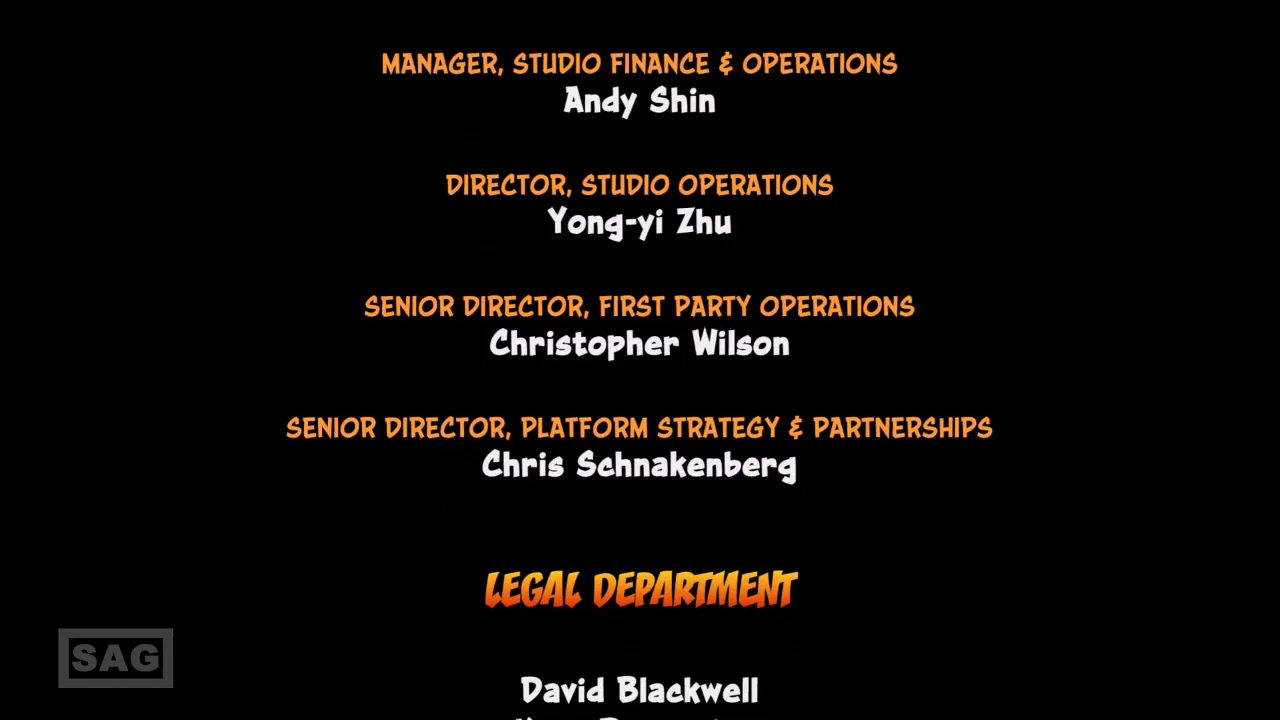 MANAGER, STUDIO FINANCE & OPERATIONS
Andy Shin
DIRECTOR, STUDIO OPERATIONS
Yong-yi Zhu
SENIOR DIRECTOR, FIRST PARTY OPERATIONS
Christopher Wilson
SENIOR DIRECTOR, PLATFORM STRATEGY & PARTNERSHIPS
Chris Schnakenberg
LEGAL DEPARTMENT
SAG
David Blackwell